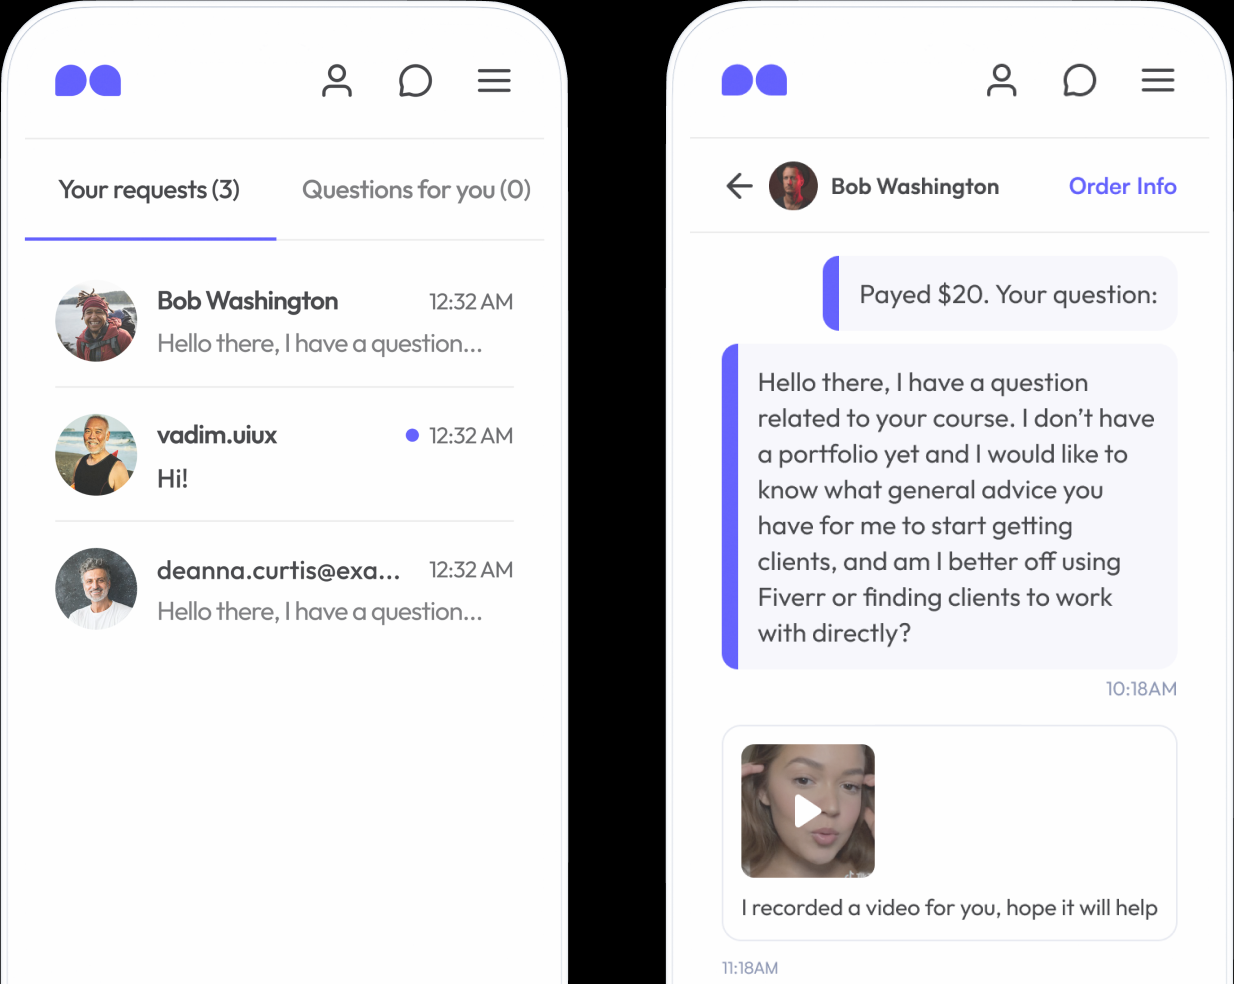 Your requests (3)
Questions for you (0)
Bob Washington
12:32 AM
Hello there, I have a question...
vadim.uiux
12:32 AM
Hi!
deanna.curtis@exa...
12:32 AM
Hello there, I have a question...
Bob Washington
Order Info
Payed $20. Your question:
Hello there, I have a question
related to your course. I don’t have
a portfolio yet and I would like to
know what general advice you
have for me to start getting
clients, and am I better off using
Fiverr or finding clients to work
with directly?
10:18AM
I recorded a video for you, hope it will help
11:18AM